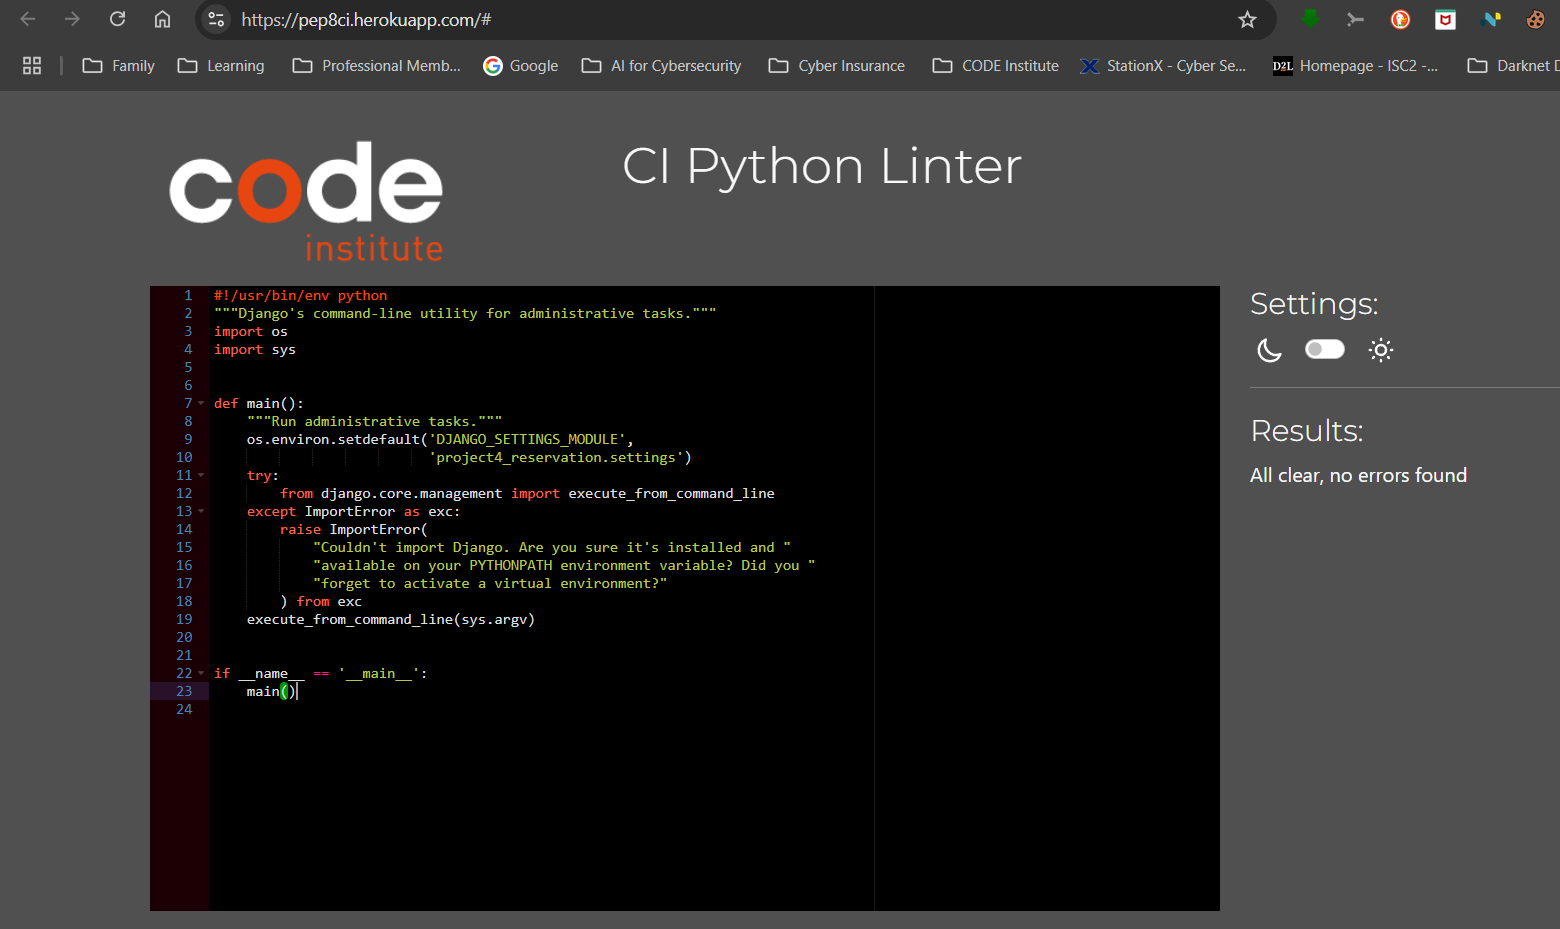 https://pep8ci.herokuapp.com/#
Family
Learning
Professional Memb...
Google
AI for Cybersecurity
Cyber Insurance
CODE Institute
StationX - Cyber Se...
D2L Homepage - ISC2 -...
Darknet D
code
institute
CI Python Linter
1 #!/usr/bin/env python
2 """Django's command-line utility for administrative tasks."""
3 import os
4 import sys
5
6
7 def main():
8     """Run administrative tasks."""
9     os.environ.setdefault('DJANGO_SETTINGS_MODULE',
10                           'project4_reservation.settings')
11     try:
12         from django.core.management import execute_from_command_line
13     except ImportError as exc:
14         raise ImportError(
15             "Couldn't import Django. Are you sure it's installed and "
16             "available on your PYTHONPATH environment variable? Did you "
17             "forget to activate a virtual environment?"
18         ) from exc
19     execute_from_command_line(sys.argv)
20
21
22 if __name__ == '__main__':
23     main()
24
Settings:
Results:
All clear, no errors found